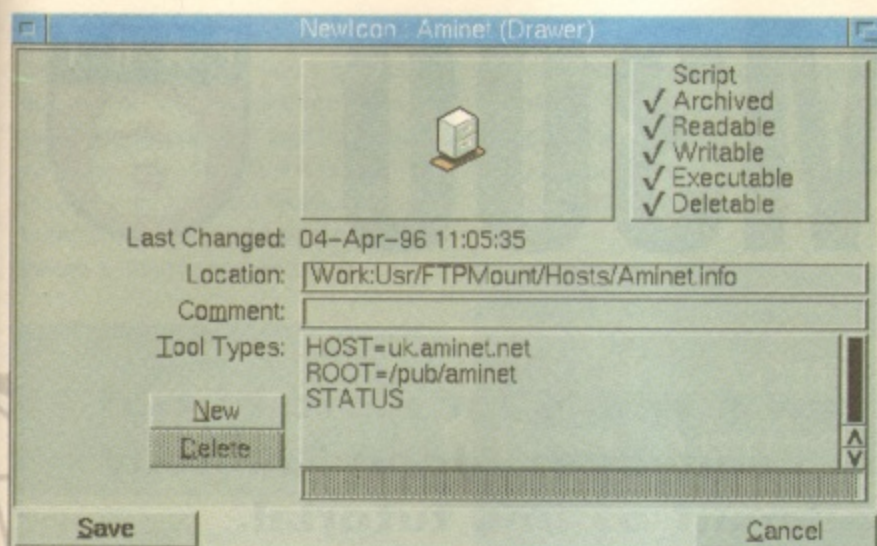 NewIcon : Aminet (Drawer)
Script
✓ Archived
✓ Readable
✓ Writable
✓ Executable
✓ Deletable
Last Changed: 04-Apr-96 11:05:35
Location: Work:Usr/FTPMount/Hosts/Aminet.info
Comment:
Tool Types: HOST=uk.aminet.net
ROOT=/pub/aminet
STATUS
New
Delete
Save
Cancel